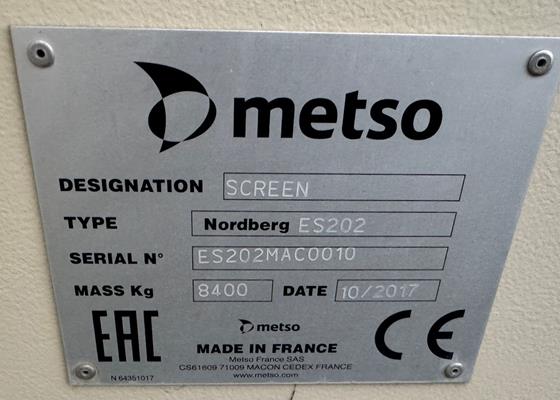 metso
DESIGNATION SCREEN
TYPE Nordberg ES202
SERIAL N° ES202MAC0010
MASS Kg 8400 DATE 10/2017
EAC metso CE
MADE IN FRANCE
Metso France SAS
CS61609 71009 MACON CEDEX FRANCE
www.metso.com
N 64351017